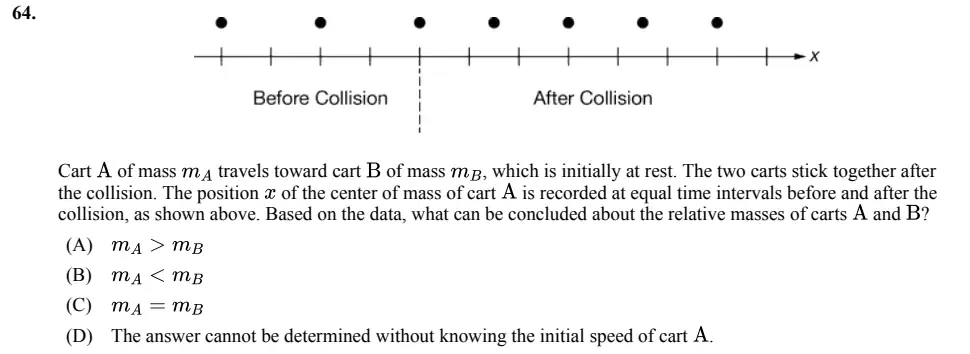 64.
x
Before Collision
After Collision
Cart A of mass m_A travels toward cart B of mass m_B, which is initially at rest. The two carts stick together after
the collision. The position x of the center of mass of cart A is recorded at equal time intervals before and after the
collision, as shown above. Based on the data, what can be concluded about the relative masses of carts A and B?
(A) m_A > m_B
(B) m_A < m_B
(C) m_A = m_B
(D) The answer cannot be determined without knowing the initial speed of cart A.